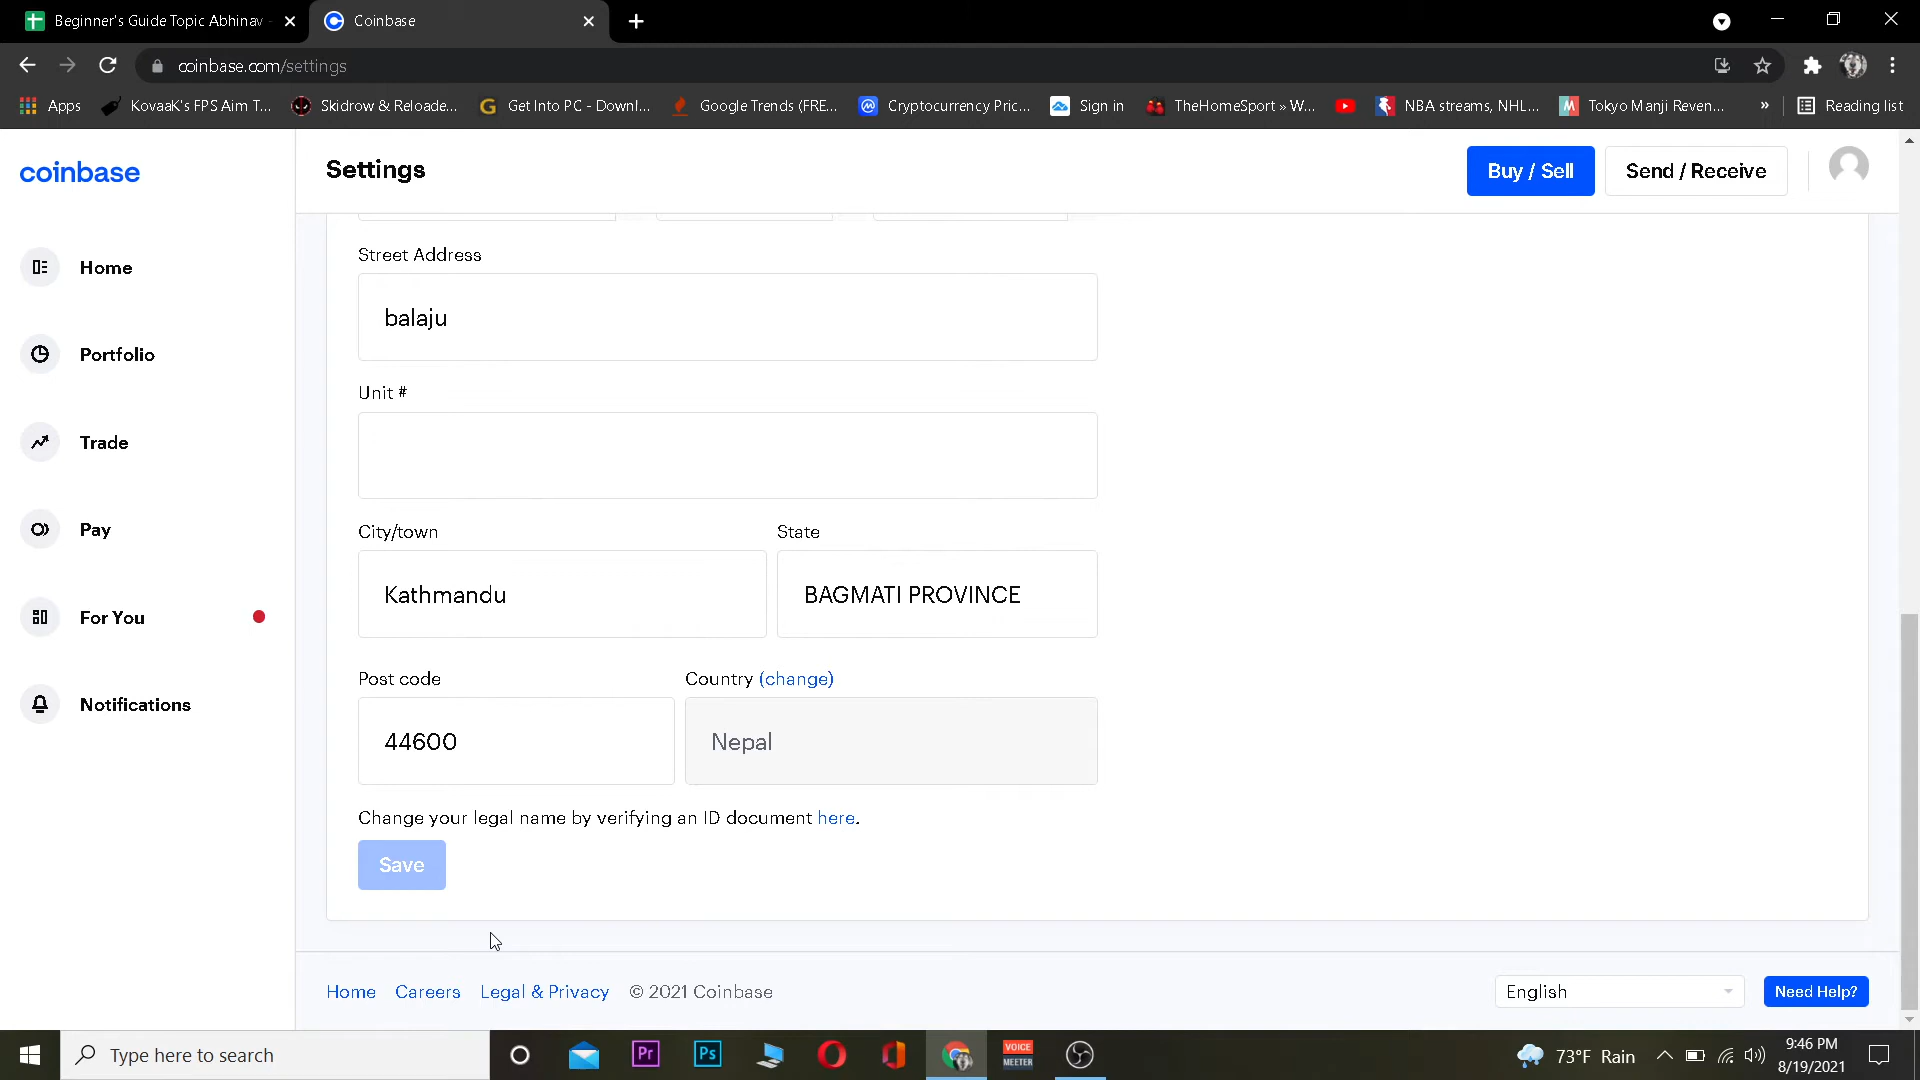 Beginner's Guide Topic Abhinav -
Coinbase
coinbase.com/settings
Apps
KovaaK's FPS Aim T...
Skidrow & Reloade...
Get Into PC - Downl...
Google Trends (FRE...
Cryptocurrency Pric...
Sign in
TheHomeSport » W...
NBA streams, NHL...
Tokyo Manji Reven...
»
Reading list
coinbase
Settings
Buy / Sell
Send / Receive
Home
Portfolio
Trade
Pay
For You
Notifications
Street Address
balaju
Unit #
City/town
State
Kathmandu
BAGMATI PROVINCE
Post code
Country (change)
44600
Nepal
Change your legal name by verifying an ID document here.
Save
Home
Careers
Legal & Privacy
© 2021 Coinbase
English
Need Help?
Type here to search
Pr
Ps
VOICE
MEETER
73°F Rain
9:46 PM
8/19/2021